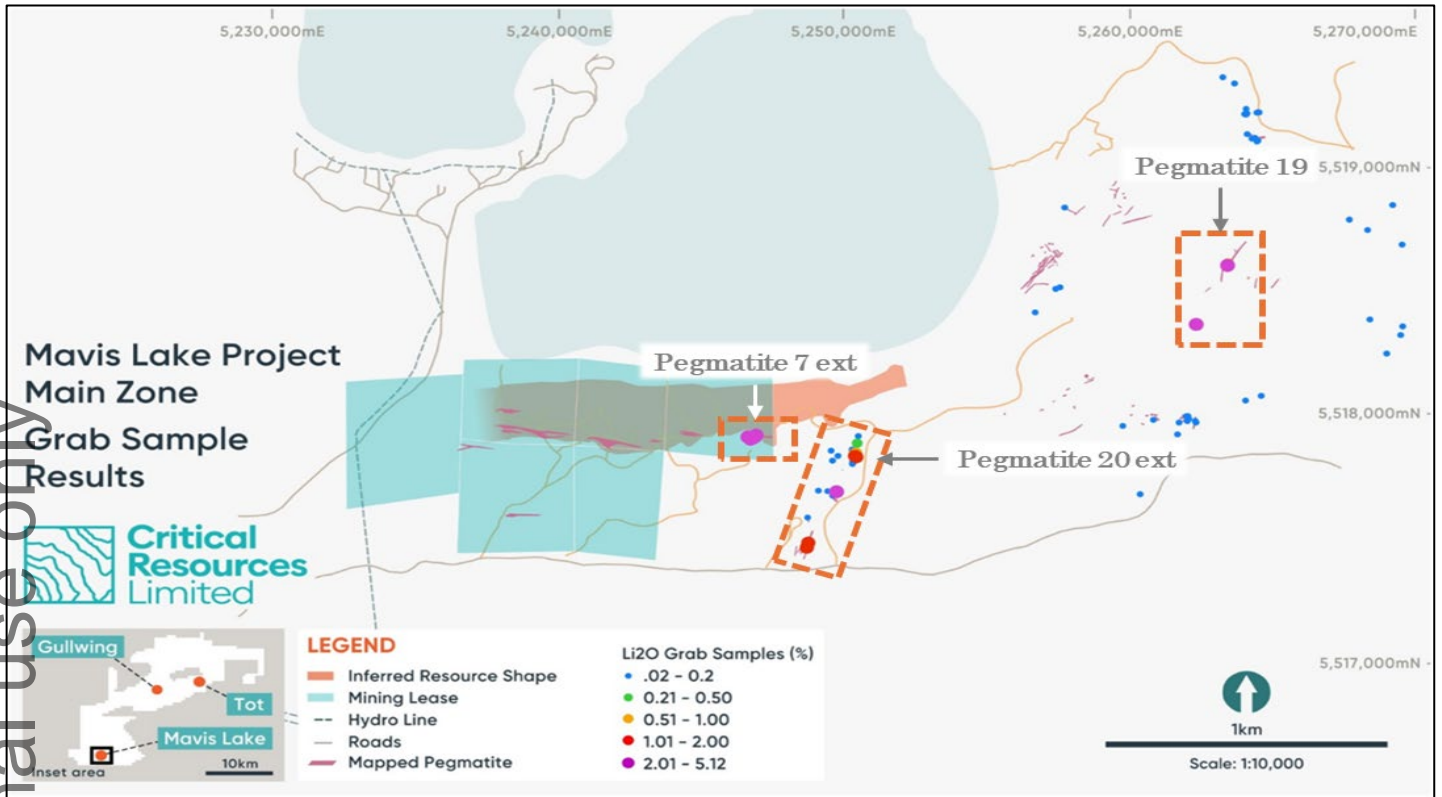 5,230,000mE
5,240,000mE
5,250,000mE
5,260,000mE
5,270,000mE
Pegmatite 19
5,519,000mN
Mavis Lake Project
Main Zone
Grab Sample
Results
Pegmatite 7 ext
5,518,000mN
Pegmatite 20 ext
Critical
Resources
Limited
5,517,000mN
Gullwing
Tot
Mavis Lake
Inset area
10km
LEGEND
Inferred Resource Shape
Mining Lease
Hydro Line
Roads
Mapped Pegmatite
Li2O Grab Samples (%)
.02 - 0.2
0.21 - 0.50
0.51 - 1.00
1.01 - 2.00
2.01 - 5.12
1km
Scale: 1:10,000
use only